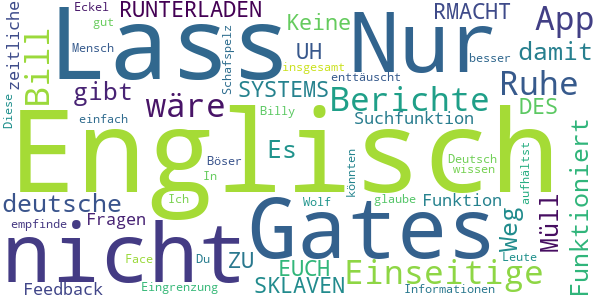 Eckel RUNTERLADEN Lass Nur RMACHT App
gut Keine
zeitliche Bill Mensch Schafspelz UH insgesamt besser damit
gibt wäre SYSTEMS enttäuscht Berichte Ruhe
Diese einfach Billy Suchfunktion DES
Englisch
Es Böser In Deutsch wissen aufhältst
deutsche Ich könnten glaube Funktion Weg Müll Funktioniert
empfinde Fragen Wolf Gates
nicht Face Du ZU EUCH Einseitige Leute
Feedback Eingrenzung SKLAVEN Informationen